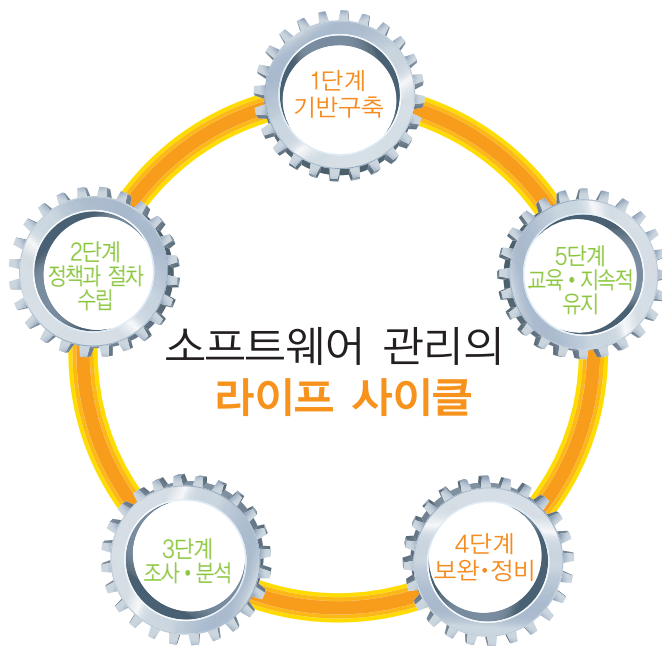 소프트웨어 관리의
라이프 사이클
1단계
기반구축
2단계
정책과 절차
수립
3단계
조사·분석
4단계
보완·정비
5단계
교육·지속적
유지